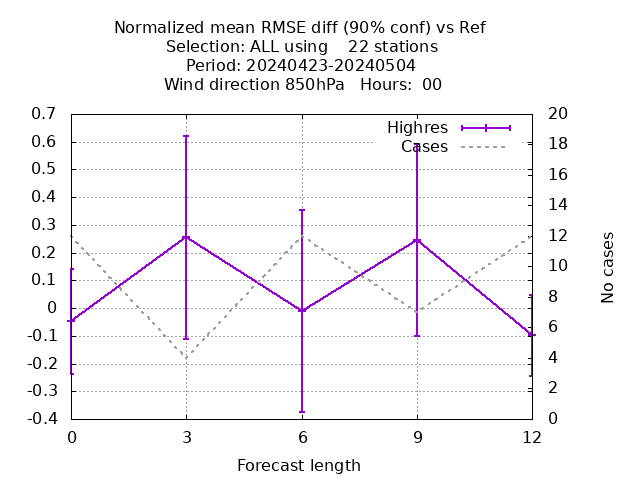 Normalized mean RMSE diff (90% conf) vs Ref
Selection: ALL using    22 stations
Period: 20240423-20240504
Wind direction 850hPa   Hours:  00
Highres
Cases
0.7
0.6
0.5
0.4
0.3
0.2
0.1
0
-0.1
-0.2
-0.3
-0.4
20
18
16
14
12
10
8
6
4
2
0
No cases
0 3 6 9 12
Forecast length